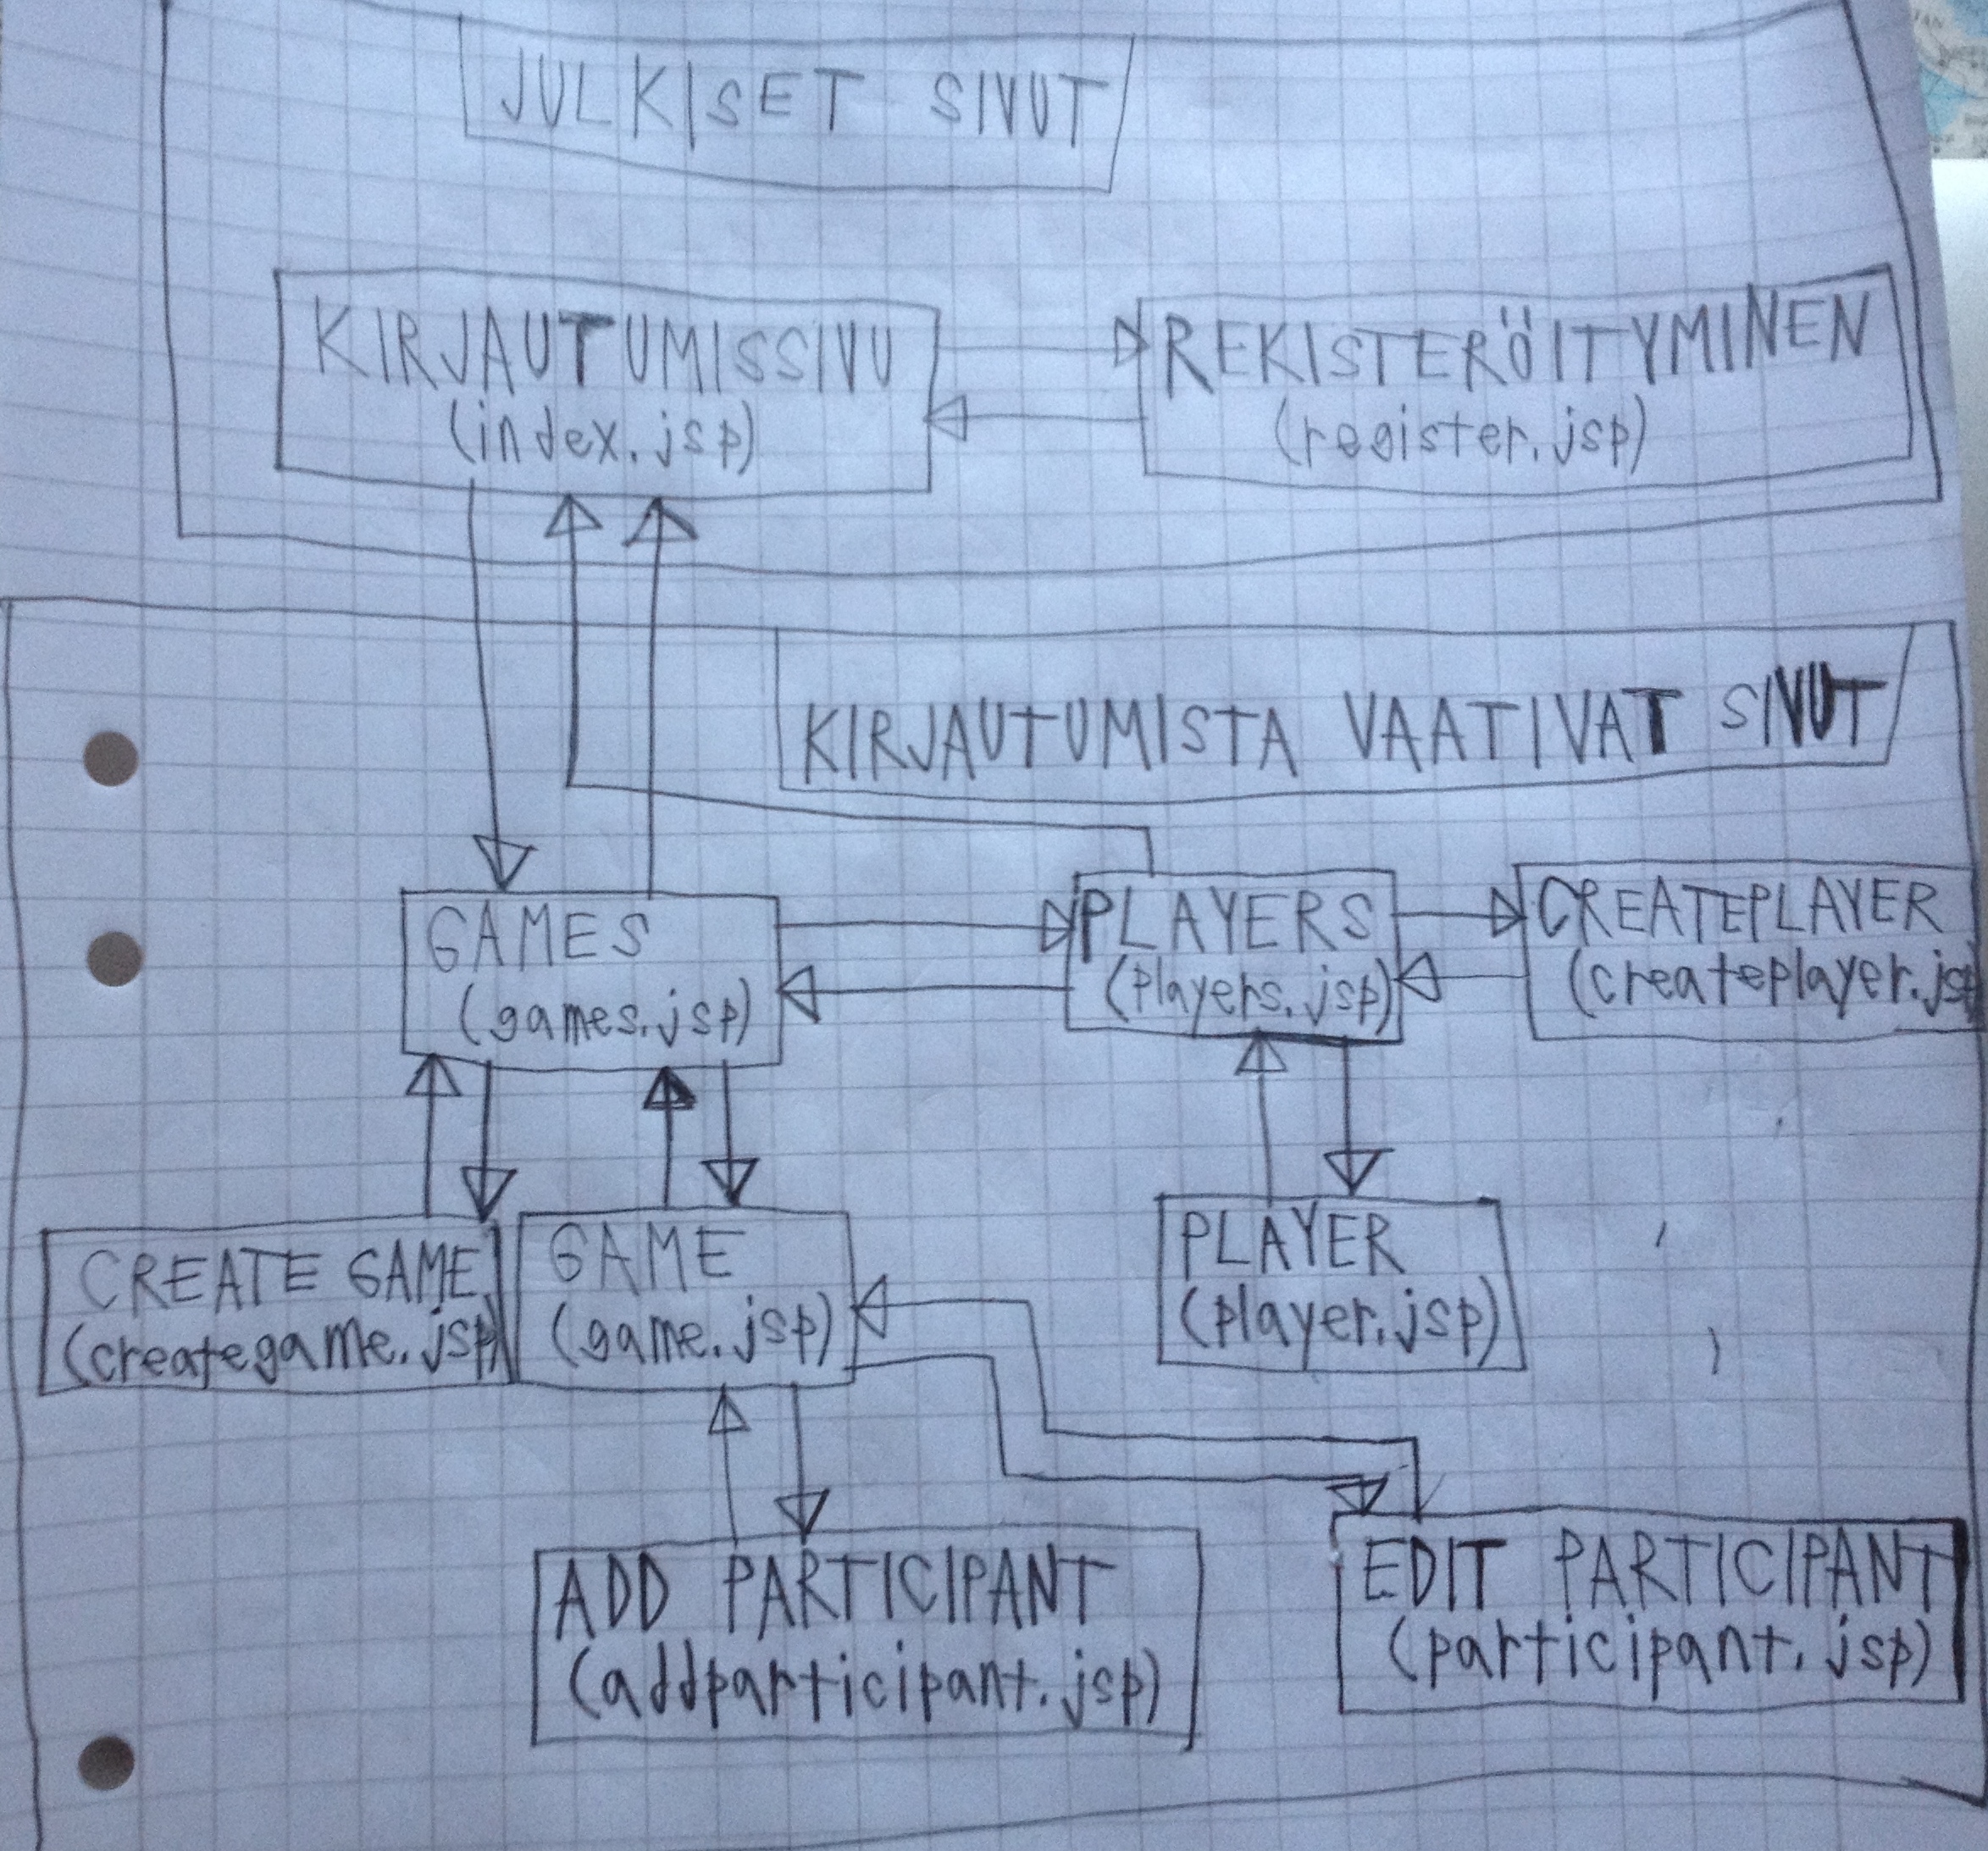 JULKISET SIVUT
KIRJAUTUMISSIVU
(index.jsp)
REKISTERÖITYMINEN
(register.jsp)
KIRJAUTUMISTA VAATIVAT SIVUT
GAMES
(games.jsp)
PLAYERS
(players.jsp)
CREATEPLAYER
(createplayer.jsp
CREATE GAME
(creategame.jsp)
GAME
(game.jsp)
PLAYER
(player.jsp)
ADD PARTICIPANT
(addparticipant.jsp)
EDIT PARTICIPANT
(participant.jsp)